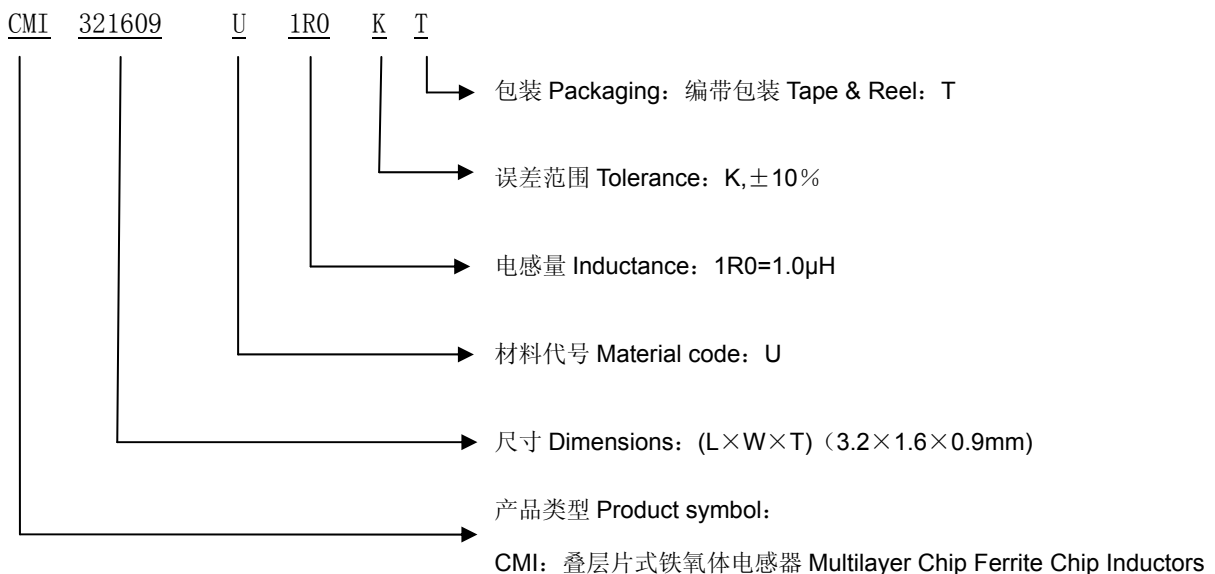 CMI 321609 U 1R0 K T
包装 Packaging：编带包装 Tape & Reel：T
误差范围 Tolerance：K,±10％
电感量 Inductance：1R0=1.0μH
材料代号 Material code：U
尺寸 Dimensions：(L×W×T)（3.2×1.6×0.9mm)
产品类型 Product symbol：
CMI：叠层片式铁氧体电感器 Multilayer Chip Ferrite Chip Inductors